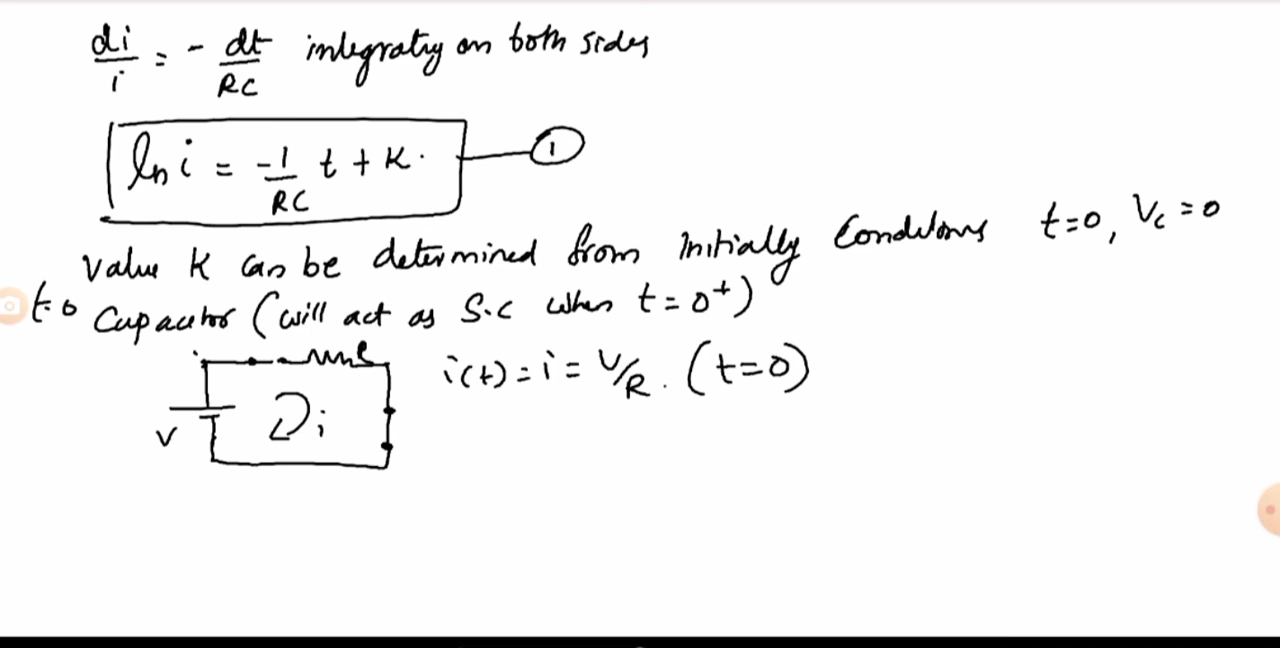 di/i = - dt/RC integratry on both sides
ln i = -1/RC t + K. 1
Value K can be determined from Initially Conditions t=0, Vc = 0
t=0 Capacitor (will act as S.C when t = 0+)
i(t) = i = V/R. (t=0)
V i